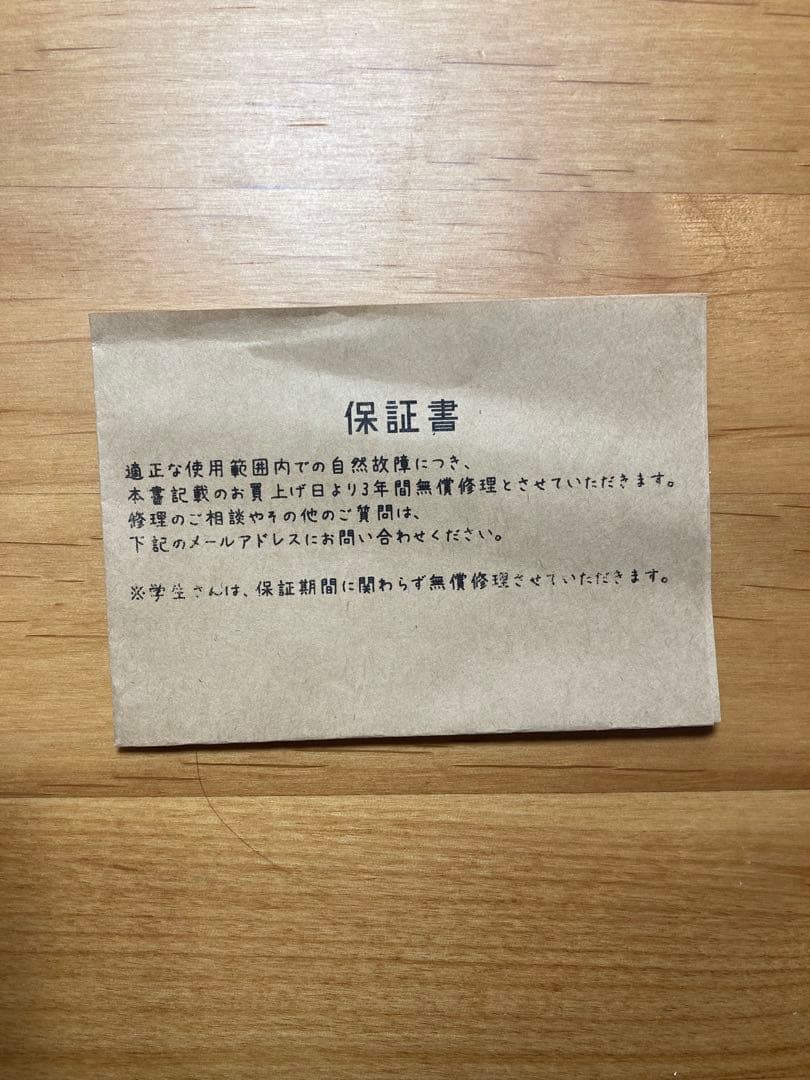 保証書
適正な使用範囲内での自然故障につき、
本書記載のお買上げ日より3年間無償修理とさせていただきます。
修理のご相談やその他のご質問は、
下記のメールアドレスにお問い合わせください。
※学生さんは、保証期間に関わらず無償修理させていただきます。